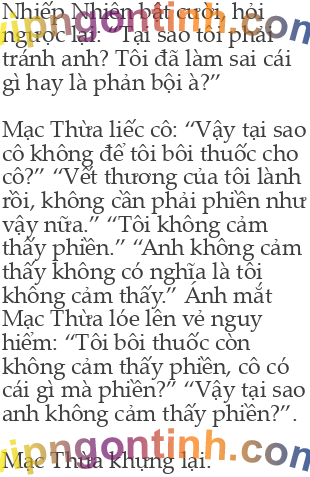 Nhiếp Nhiên bật cười, hỏi
ngược lại: “Tại sao tôi phải
tránh anh? Tôi đã làm sai cái
gì hay là phản bội à?”
Mạc Thừa liếc cô: “Vậy tại sao
cô không để tôi bôi thuốc cho
cô?” “Vết thương của tôi lành
rồi, không cần phải phiền như
vậy nữa.” “Tôi không cảm
thấy phiền.” “Anh không cảm
thấy không có nghĩa là tôi
không cảm thấy.” Ánh mắt
Mạc Thừa lóe lên vẻ nguy
hiểm: “Tôi bôi thuốc còn
không cảm thấy phiền, cô có
cái gì mà phiền?” “Vậy tại sao
anh không cảm thấy phiền?”.
Mạc Thừa khựng lại.
vipngontinh.com
vipngontinh.com